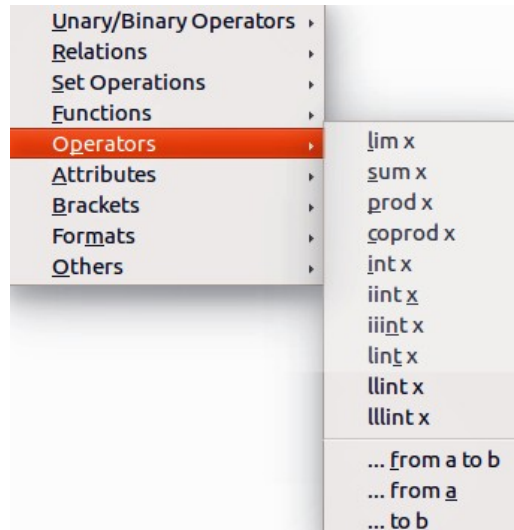 Unary/Binary Operators
Relations
Set Operations
Functions
Operators
Attributes
Brackets
Formats
Others
lim x
sum x
prod x
coprod x
int x
iint x
iiint x
lint x
llint x
lllint x
... from a to b
... from a
... to b